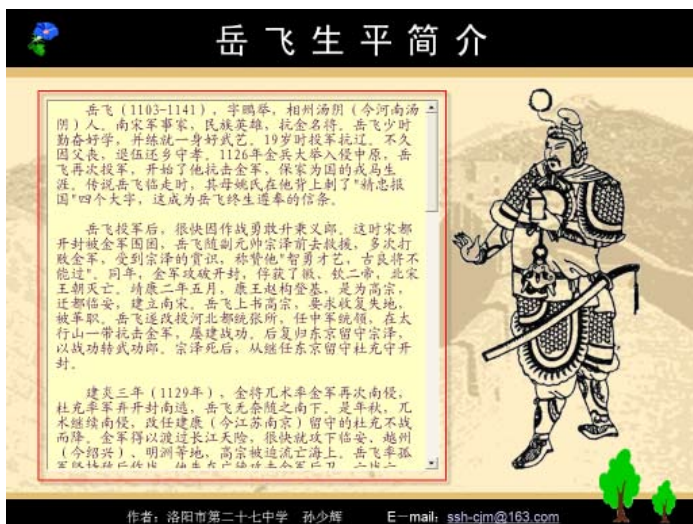 岳飞生平简介
岳飞(1103-1141),字鹏举,相州汤阴(今河南汤
阴)人。南宋军事家,民族英雄,抗金名将。岳飞少时
勤奋好学,并练就一身好武艺。19岁时投军抗辽。不久
因父丧,退伍还乡守孝。1126年金兵大举入侵中原,岳
飞再次投军,开始了他抗击金军,保家为国的戎马生
涯。传说岳飞临走时,其母姚氏在他背上刺了"精忠报
国"四个大字,这成为岳飞终生遵奉的信条。
岳飞投军后,很快因作战勇敢升秉义郎。这时宋都
开封被金军围困,岳飞随副元帅宗泽前去救援,多次打
败金军,受到宗泽的赏识,称赞他"智勇才艺,古良将不
能过"。同年,金军攻破开封,俘获了徽、钦二帝,北宋
王朝灭亡。靖康二年五月,康王赵构登基,是为高宗,
迁都临安,建立南宋。岳飞上书高宗,要求收复失地,
被革职。岳飞遂改投河北都统张所,任中军统领,在太
行山一带抗击金军,屡建战功。后复归东京留守宗泽,
以战功转武功郎。宗泽死后,从继任东京留守杜充守开
封。
建炎三年(1129年),金将兀术率金军再次南侵,
杜充率军弃开封南逃,岳飞无奈随之南下。是年秋,兀
术继续南侵,改任建康(今江苏南京)留守的杜充不战
而降。金军得以渡过长江天险,很快就攻下临安、越州
(今绍兴)、明洲等地,高宗被迫流亡海上。岳飞率孤
作者:洛阳市第二十七中学 孙少辉 E-mail:ssh-cjm@163.com